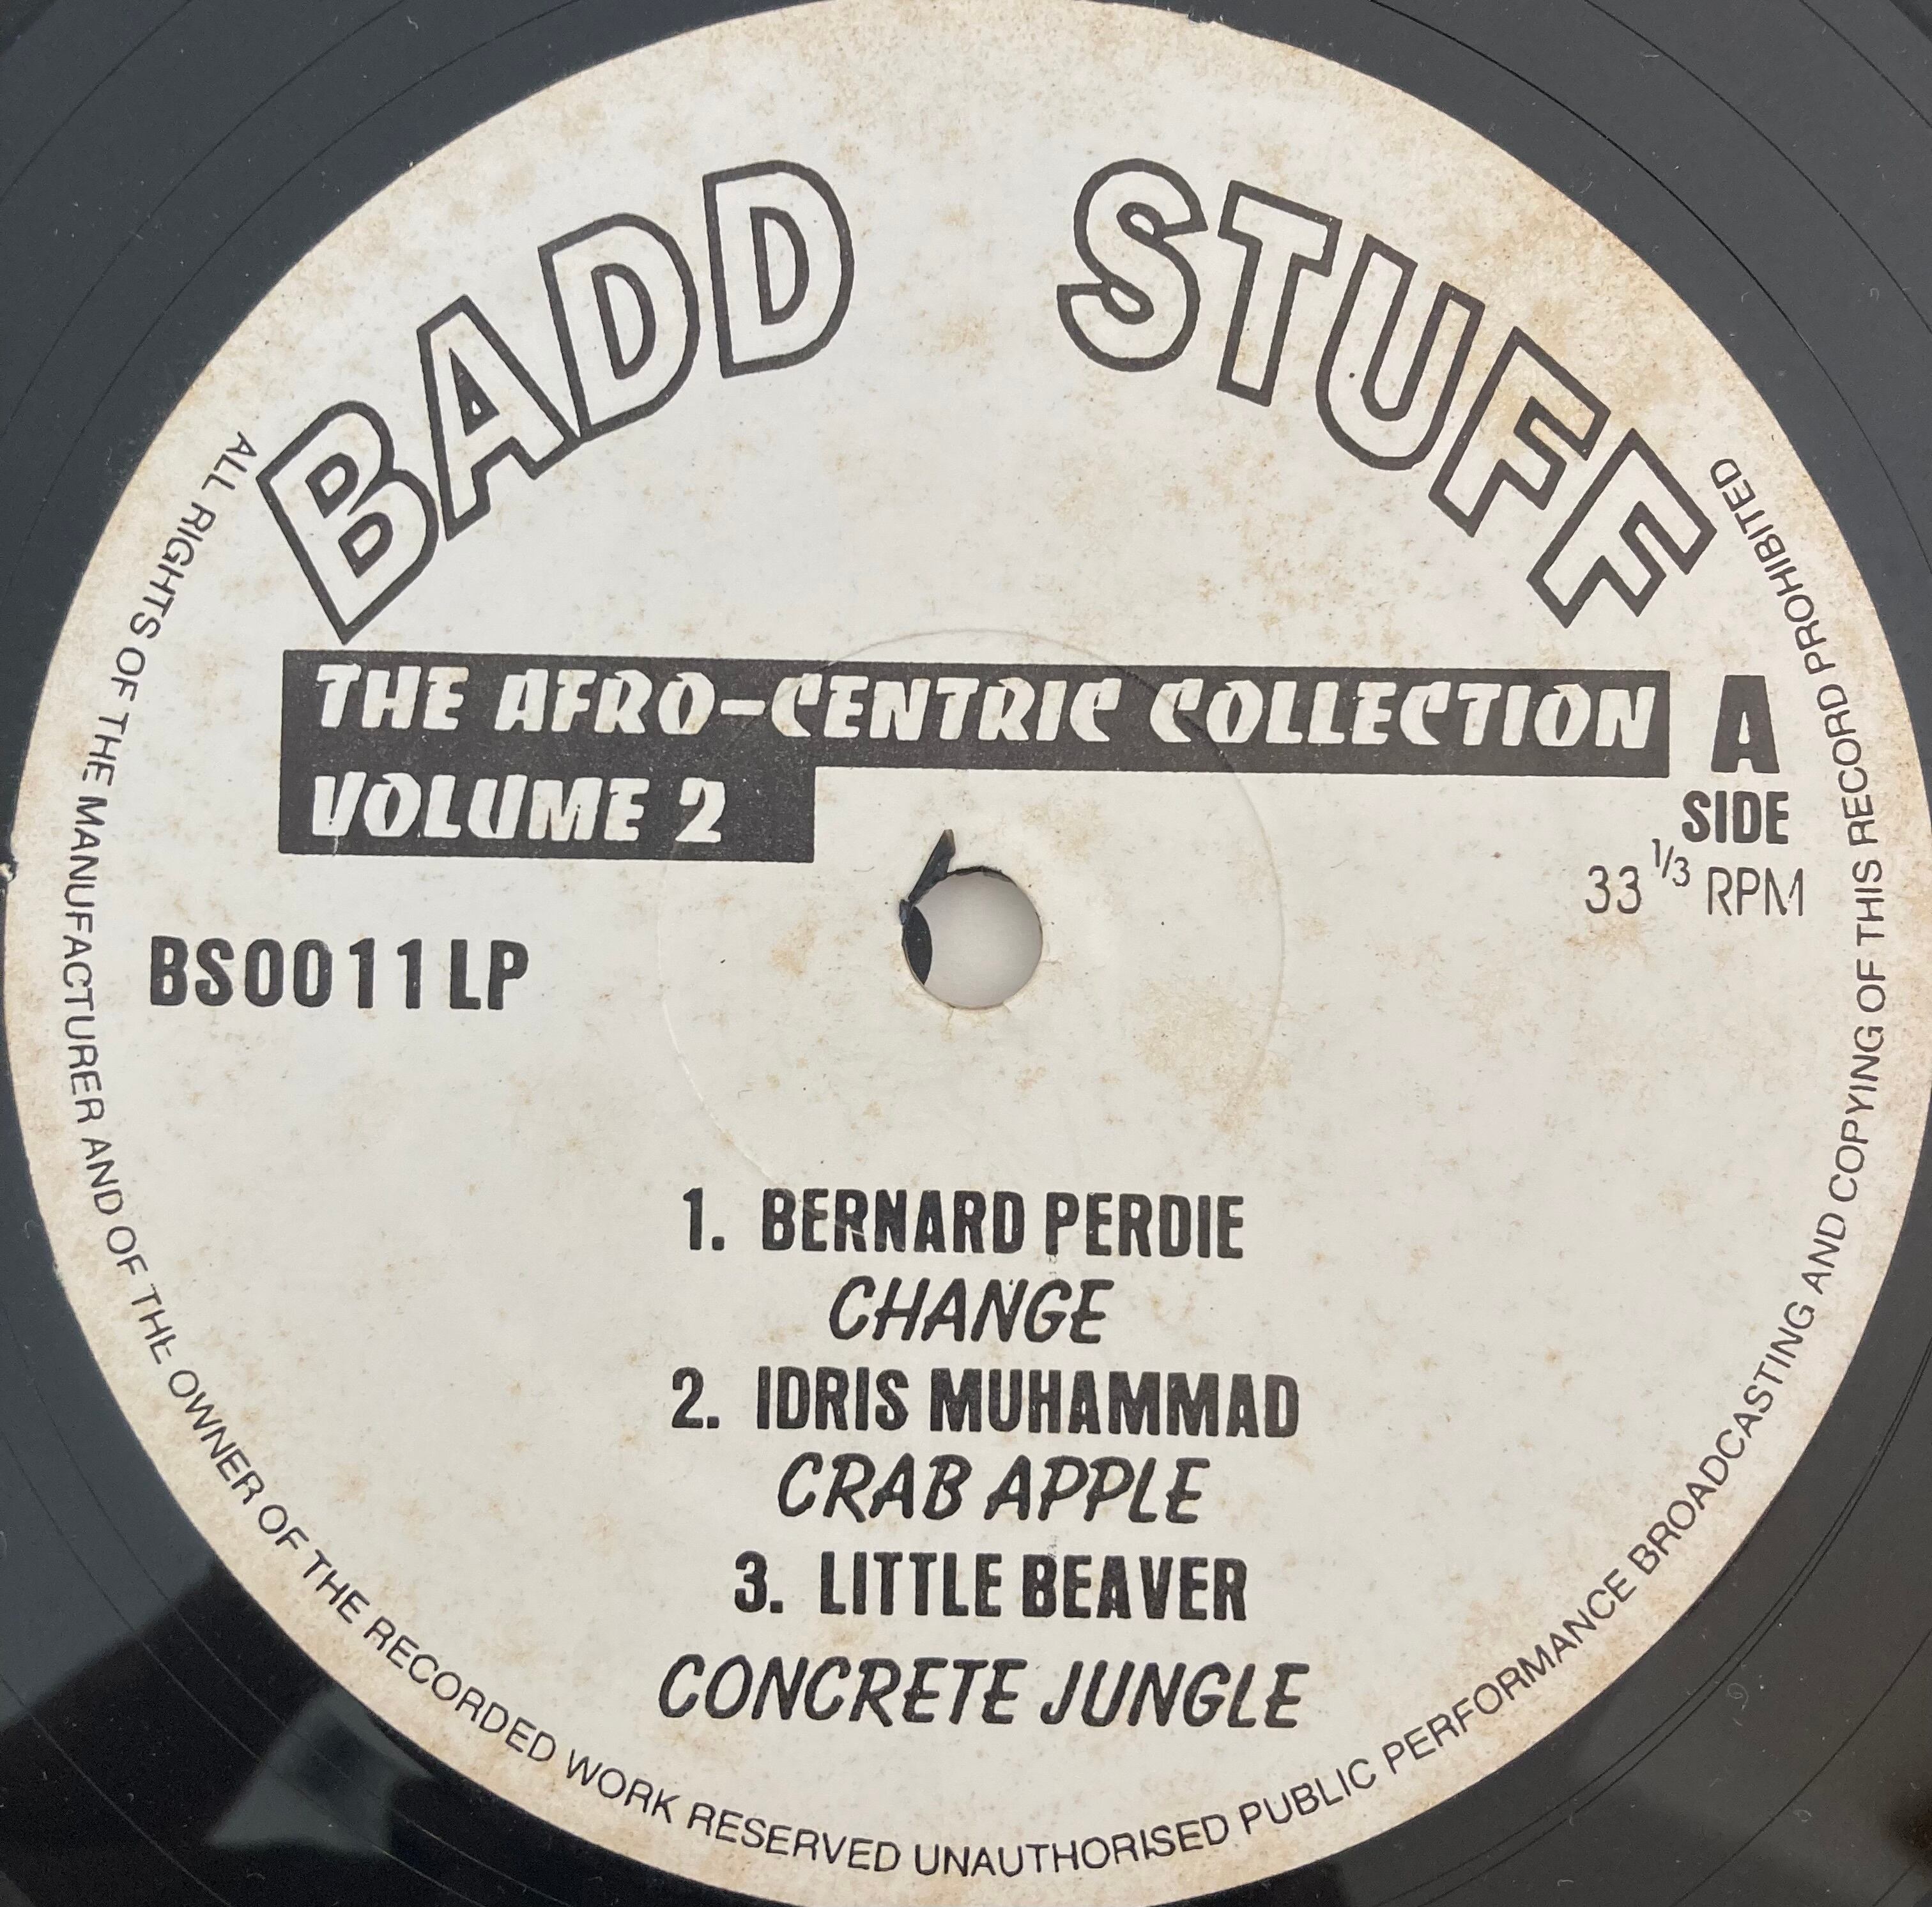 BADD STUFF
THE AFRO-CENTRIC COLLECTION
VOLUME 2
A
SIDE
33 1/3 RPM
BS0011LP
1. BERNARD PERDIE
CHANGE
2. IDRIS MUHAMMAD
CRAB APPLE
3. LITTLE BEAVER
CONCRETE JUNGLE
ALL RIGHTS OF THE MANUFACTURER AND OF THE OWNER OF THE RECORDED WORK RESERVED UNAUTHORISED PUBLIC PERFORMANCE BROADCASTING AND COPYING OF THIS RECORD PROHIBITED